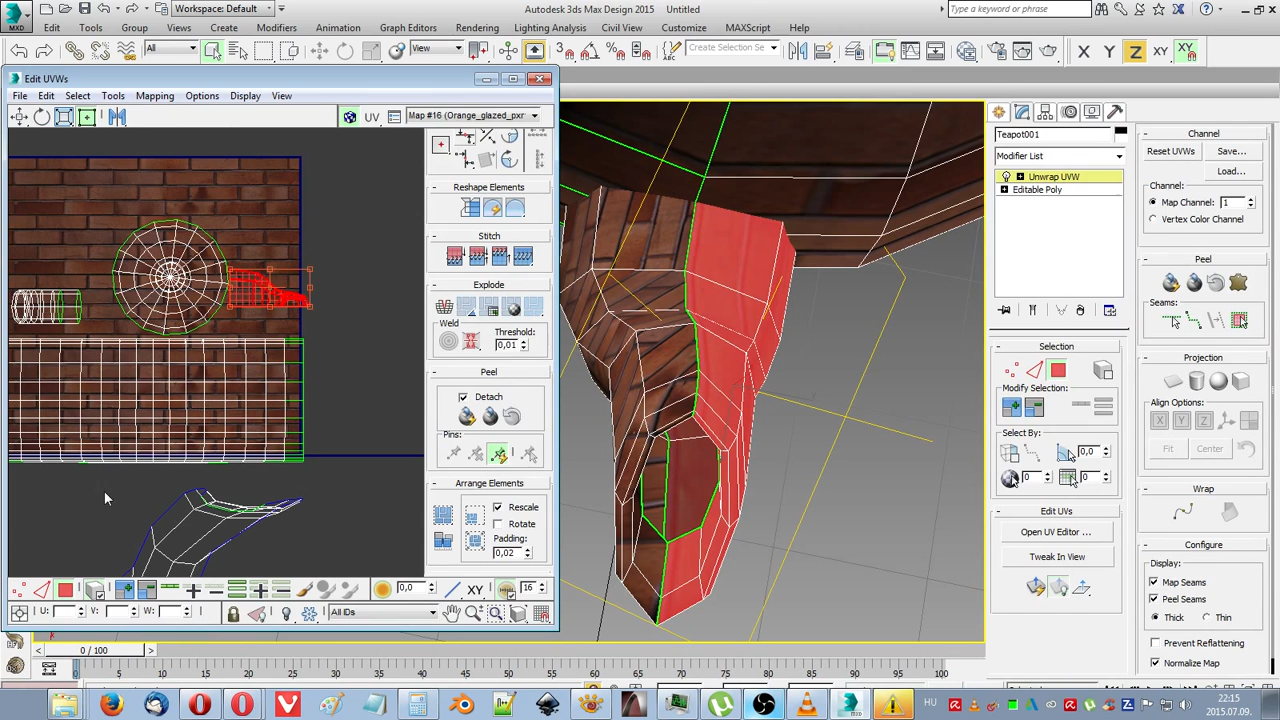 Workspace: Default
Autodesk 3ds Max Design 2015 Untitled
Type a keyword or phrase
MXD
Edit Tools Group Views Create Modifiers Animation Graph Editors Rendering Lighting Analysis Civil View Customize MAXScript Help
All View Create Selection Se X Y Z XY XY
Edit UVWs
File Edit Select Tools Mapping Options Display View
UV Map #16 (Orange_glazed_pxr
Reshape Elements
Stitch
Explode
Weld Threshold:
0,01
Peel
Detach
Pins:
Arrange Elements
Rescale
Rotate
Padding:
0,02
0,0 XY 16
U: V: W: All IDs
Teapot001
Modifier List
Unwrap UVW
Editable Poly
Selection
Modify Selection:
Select By:
0,0
0 0
Edit UVs
Open UV Editor ...
Tweak In View
Channel
Reset UVWs Save...
Load...
Channel:
Map Channel: 1
Vertex Color Channel
Peel
Seams:
Projection
Align Options:
X Y Z
Fit Center
Wrap
Configure
Display:
Map Seams
Peel Seams
Thick Thin
Prevent Reflattening
Normalize Map
0 / 100
0 5 10 15 20 25 30 35 40 45 50 55 60 65 70 75 80 85 90 95 100
HU 22:15
2015.07.09.